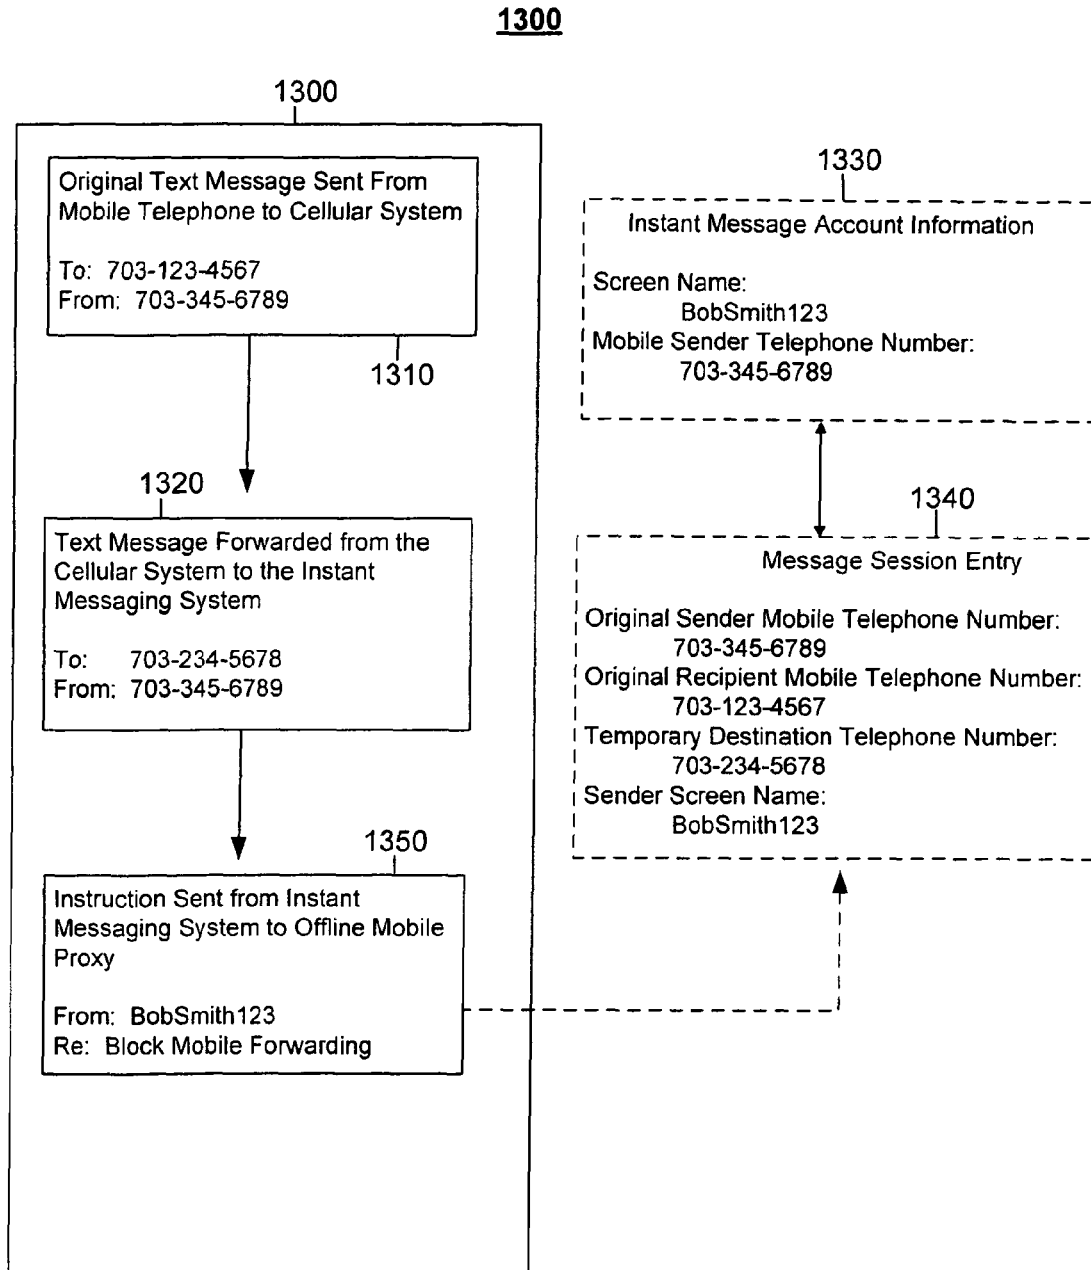 1300
1300
Original Text Message Sent From
Mobile Telephone to Cellular System
To: 703-123-4567
From: 703-345-6789
1310
1320
Text Message Forwarded from the
Cellular System to the Instant
Messaging System
To: 703-234-5678
From: 703-345-6789
1350
Instruction Sent from Instant
Messaging System to Offline Mobile
Proxy
From: BobSmith123
Re: Block Mobile Forwarding
1330
Instant Message Account Information
Screen Name:
BobSmith123
Mobile Sender Telephone Number:
703-345-6789
1340
Message Session Entry
Original Sender Mobile Telephone Number:
703-345-6789
Original Recipient Mobile Telephone Number:
703-123-4567
Temporary Destination Telephone Number:
703-234-5678
Sender Screen Name:
BobSmith123